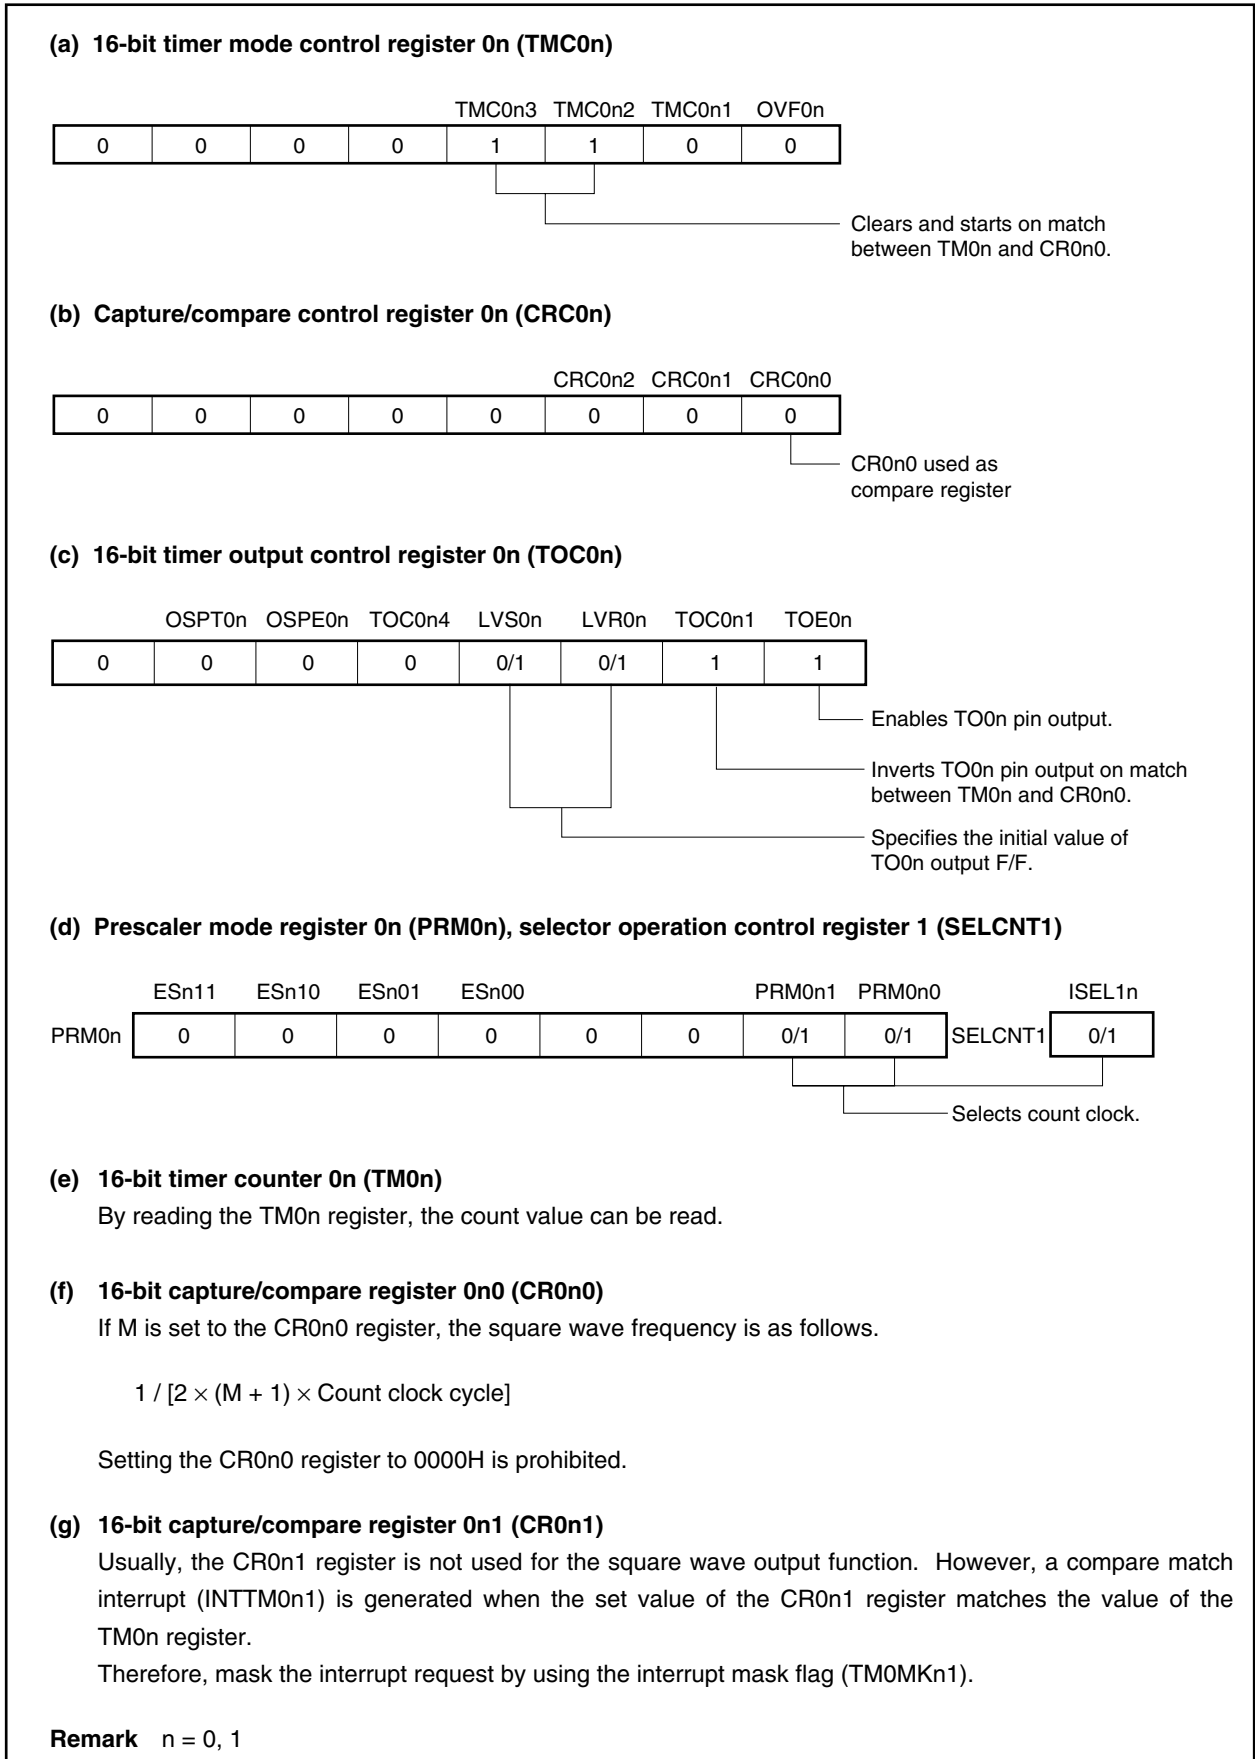 (a) 16-bit timer mode control register 0n (TMC0n)
TMC0n3 TMC0n2 TMC0n1 OVF0n
0 0 0 0 1 1 0 0
Clears and starts on match
between TM0n and CR0n0.
(b) Capture/compare control register 0n (CRC0n)
CRC0n2 CRC0n1 CRC0n0
0 0 0 0 0 0 0 0
CR0n0 used as
compare register
(c) 16-bit timer output control register 0n (TOC0n)
OSPT0n OSPE0n TOC0n4 LVS0n LVR0n TOC0n1 TOE0n
0 0 0 0 0/1 0/1 1 1
Enables TO0n pin output.
Inverts TO0n pin output on match
between TM0n and CR0n0.
Specifies the initial value of
TO0n output F/F.
(d) Prescaler mode register 0n (PRM0n), selector operation control register 1 (SELCNT1)
ESn11 ESn10 ESn01 ESn00 PRM0n1 PRM0n0 ISEL1n
PRM0n 0 0 0 0 0 0 0/1 0/1 SELCNT1 0/1
Selects count clock.
(e) 16-bit timer counter 0n (TM0n)
By reading the TM0n register, the count value can be read.
(f) 16-bit capture/compare register 0n0 (CR0n0)
If M is set to the CR0n0 register, the square wave frequency is as follows.
1 / [2 × (M + 1) × Count clock cycle]
Setting the CR0n0 register to 0000H is prohibited.
(g) 16-bit capture/compare register 0n1 (CR0n1)
Usually, the CR0n1 register is not used for the square wave output function. However, a compare match
interrupt (INTTM0n1) is generated when the set value of the CR0n1 register matches the value of the
TM0n register.
Therefore, mask the interrupt request by using the interrupt mask flag (TM0MKn1).
Remark n = 0, 1